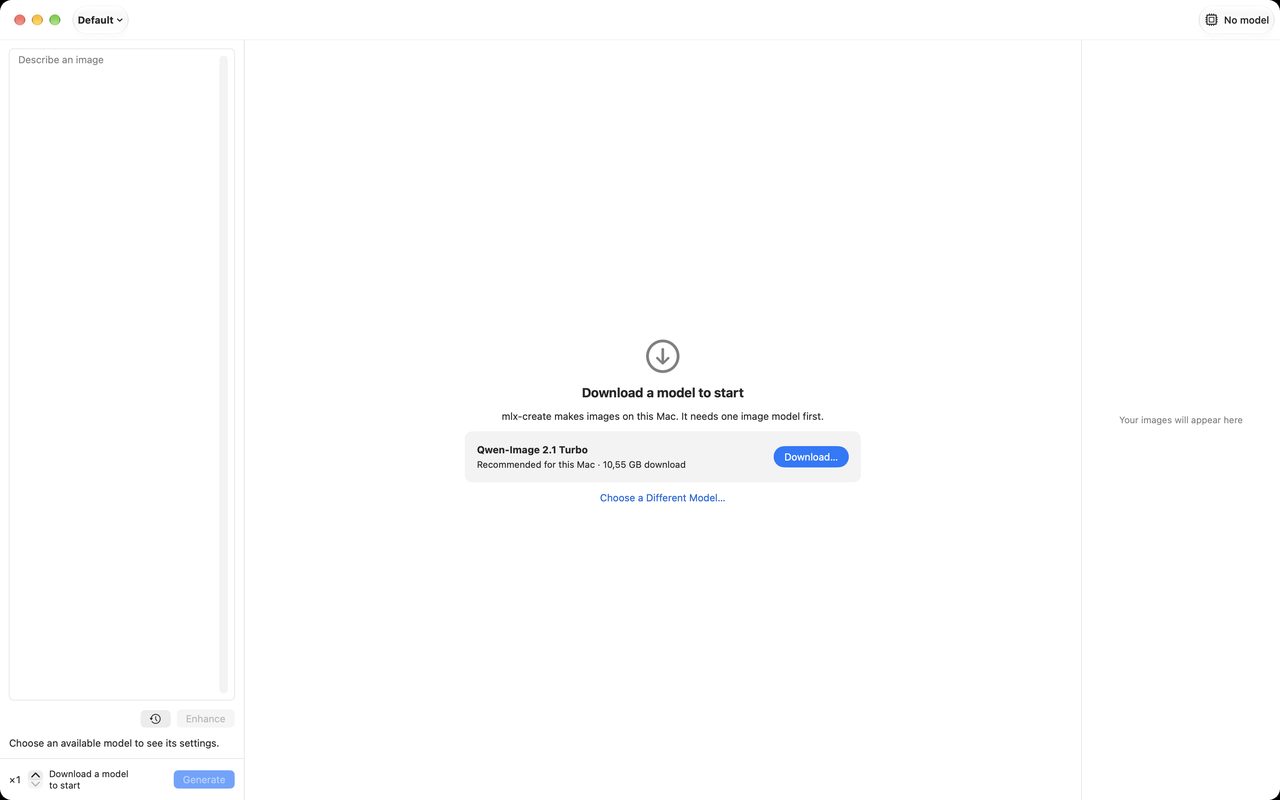 Default
No model
Describe an image
Download a model to start
mlx-create makes images on this Mac. It needs one image model first.
Qwen-Image 2.1 Turbo
Recommended for this Mac · 10,55 GB download
Download...
Choose a Different Model...
Your images will appear here
Enhance
Choose an available model to see its settings.
×1
Download a model
to start
Generate